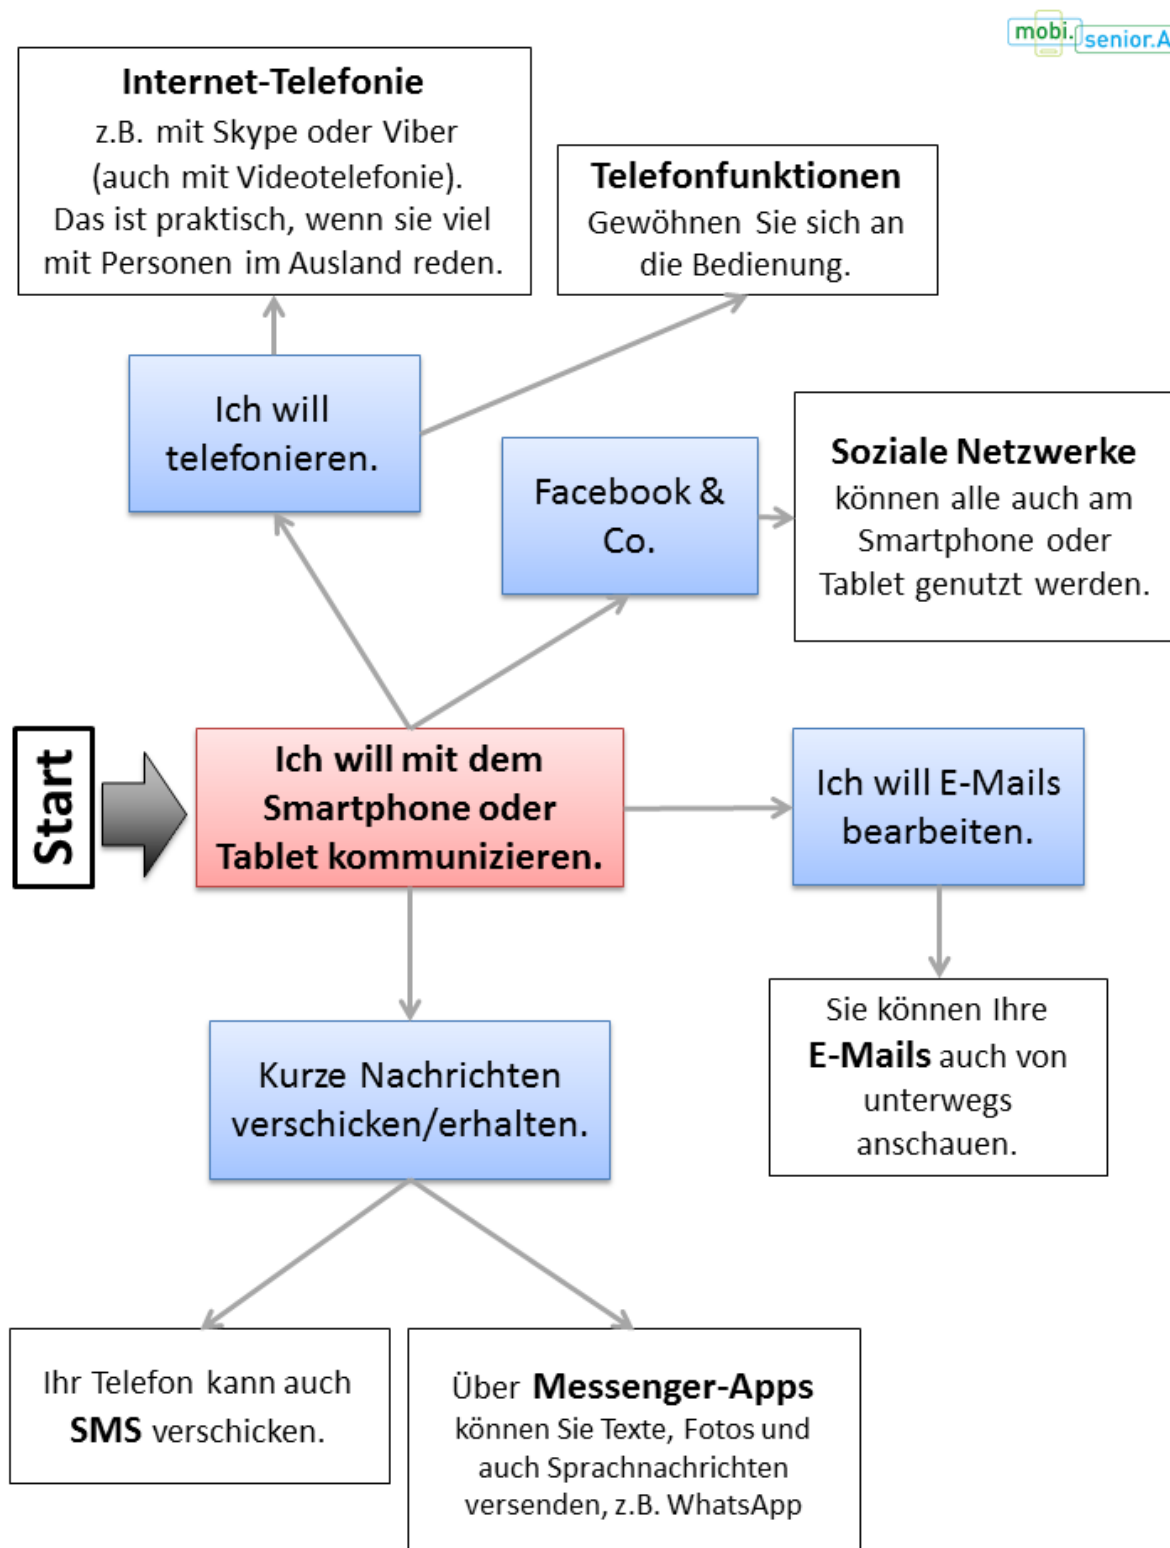 mobi.
senior.A
Internet-Telefonie
z.B. mit Skype oder Viber
(auch mit Videotelefonie).
Das ist praktisch, wenn sie viel
mit Personen im Ausland reden.
Telefonfunktionen
Gewöhnen Sie sich an
die Bedienung.
Ich will
telefonieren.
Facebook &
Co.
Soziale Netzwerke
können alle auch am
Smartphone oder
Tablet genutzt werden.
Start
Ich will mit dem
Smartphone oder
Tablet kommunizieren.
Ich will E-Mails
bearbeiten.
Sie können Ihre
E-Mails auch von
unterwegs
anschauen.
Kurze Nachrichten
verschicken/erhalten.
Ihr Telefon kann auch
SMS verschicken.
Über Messenger-Apps
können Sie Texte, Fotos und
auch Sprachnachrichten
versenden, z.B. WhatsApp